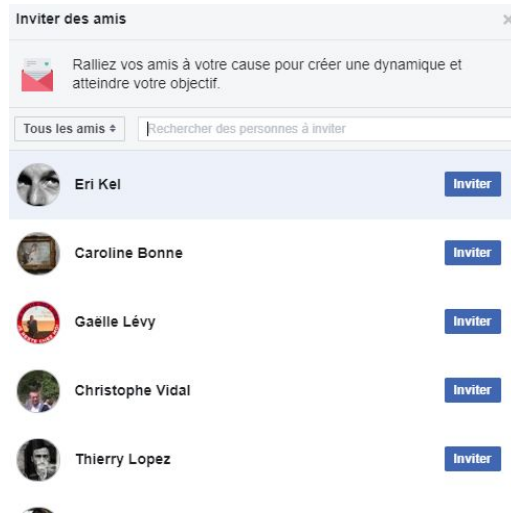 Inviter des amis
Ralliez vos amis à votre cause pour créer une dynamique et
atteindre votre objectif.
Tous les amis Rechercher des personnes à inviter
Eri Kel Inviter
Caroline Bonne Inviter
Gaëlle Lévy Inviter
Christophe Vidal Inviter
Thierry Lopez Inviter